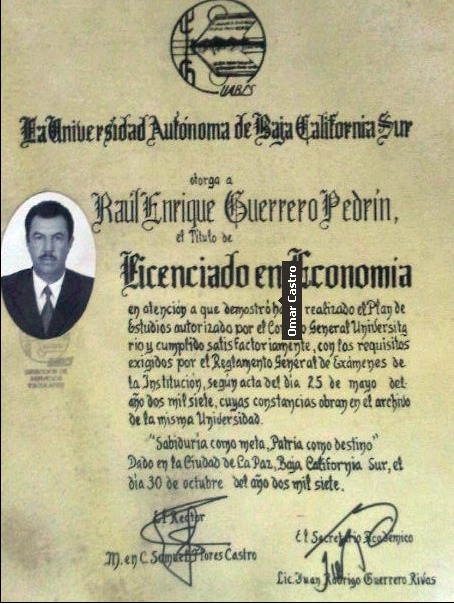 UABCS
La Universidad Autónoma de Baja California Sur
otorga a
Raúl Enrique Guerrero Pedrín,
el Título de
Licenciado en Economía
en atención a que demostró realizado el Plan de
Estudios autorizado por el General Universita
rio y cumplido satisfactoriamente, con los requisitos
exigidos por el Reglamento General de Exámenes de
la Institución, según acta del día 25 de mayo del
año dos mil siete, cuyas constancias obran en el archivo
de la misma Universidad.
"Sabiduría como meta, Patria como destino"
Dado en la Ciudad de La Paz, Baja California Sur, el
día 30 de octubre del año dos mil siete.
Omar Castro
DIRECCION DE
SERVICIOS
ESCOLARES
El Rector
M. en C. Samuel Flores Castro
El Secretario Académico
Lic. Juan Rodrigo Guerrero Rivas